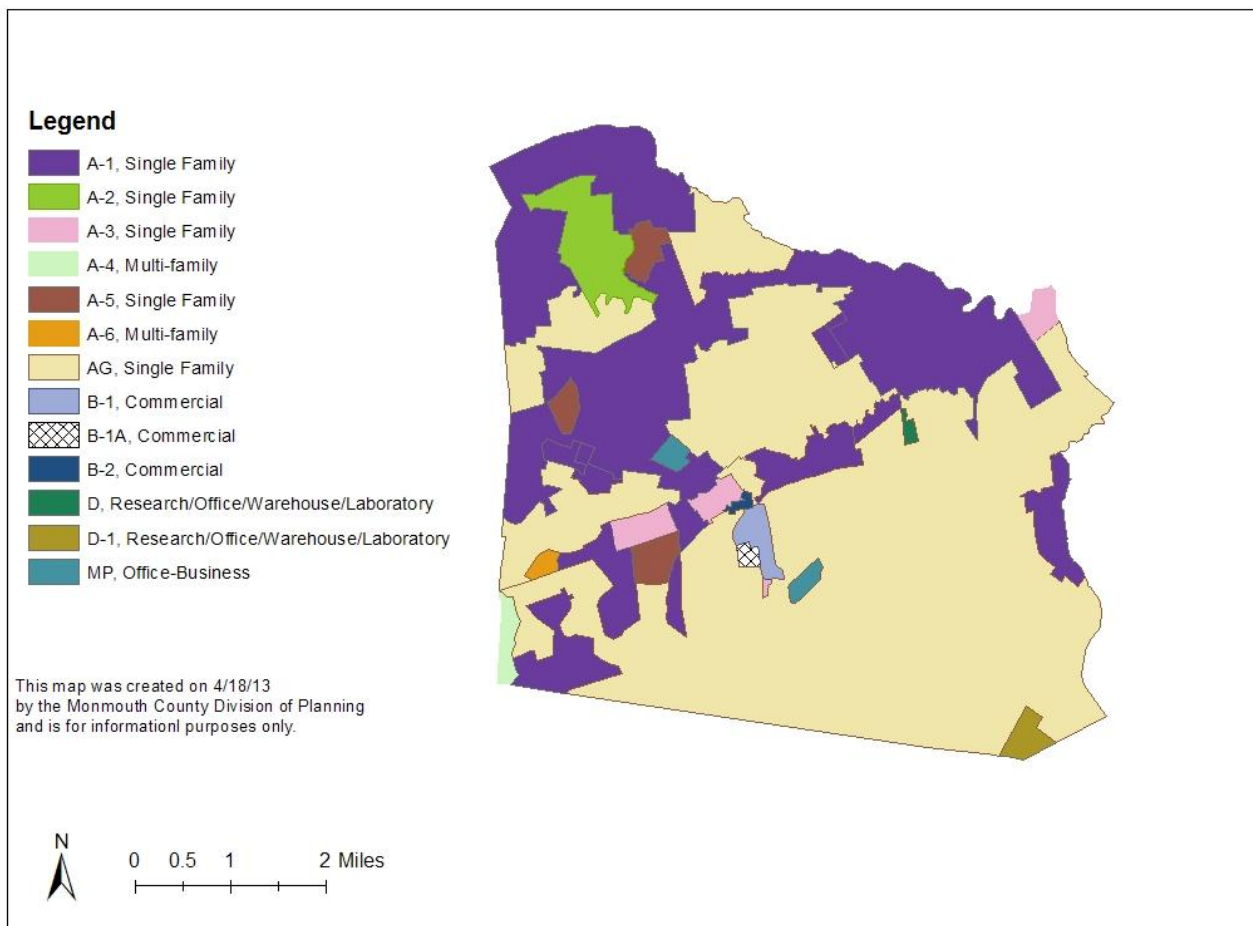 Legend
A-1, Single Family
A-2, Single Family
A-3, Single Family
A-4, Multi-family
A-5, Single Family
A-6, Multi-family
AG, Single Family
B-1, Commercial
B-1A, Commercial
B-2, Commercial
D, Research/Office/Warehouse/Laboratory
D-1, Research/Office/Warehouse/Laboratory
MP, Office-Business
This map was created on 4/18/13
by the Monmouth County Division of Planning
and is for informationl purposes only.
N
0 0.5 1 2 Miles